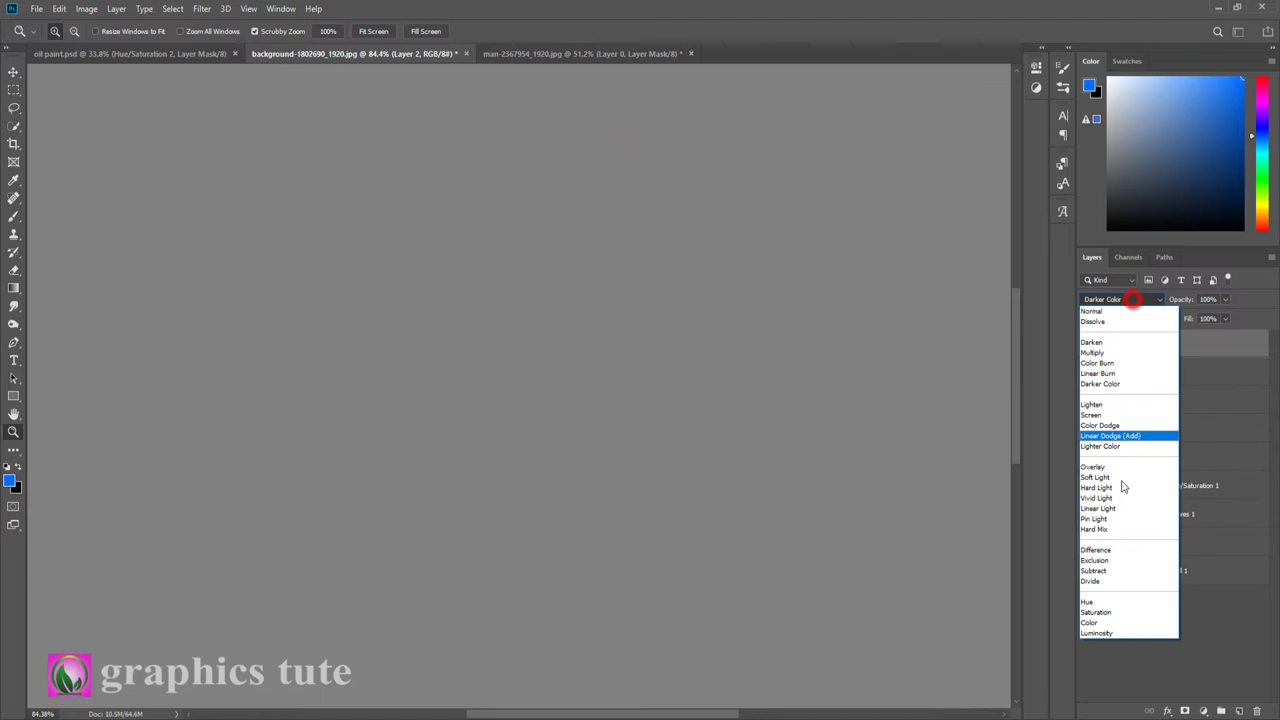 Ps File Edit Image Layer Type Select Filter 3D View Window Help
Resize Windows to Fit Zoom All Windows Scrubby Zoom 100% Fit Screen Fill Screen
oil paint.psd @ 33.8% (Hue/Saturation 2, Layer Mask/8) × background-1802690_1920.jpg @ 84.4% (Layer 2, RGB/8#) * × man-2367954_1920.jpg @ 51.2% (Layer 0, Layer Mask/8) * ×
Color Swatches
Layers Channels Paths
Kind
Darker Color Opacity: 100%
Fill: 100%
Normal
Dissolve
Darken
Multiply
Color Burn
Linear Burn
Darker Color
Lighten
Screen
Color Dodge
Linear Dodge (Add)
Lighter Color
Overlay
Soft Light
Hard Light
Vivid Light
Linear Light
Pin Light
Hard Mix
Difference
Exclusion
Subtract
Divide
Hue
Saturation
Color
Luminosity
e/Saturation 1
ves 1
ll 1
graphics tute
84.38% Doc: 10.5M/64.6M